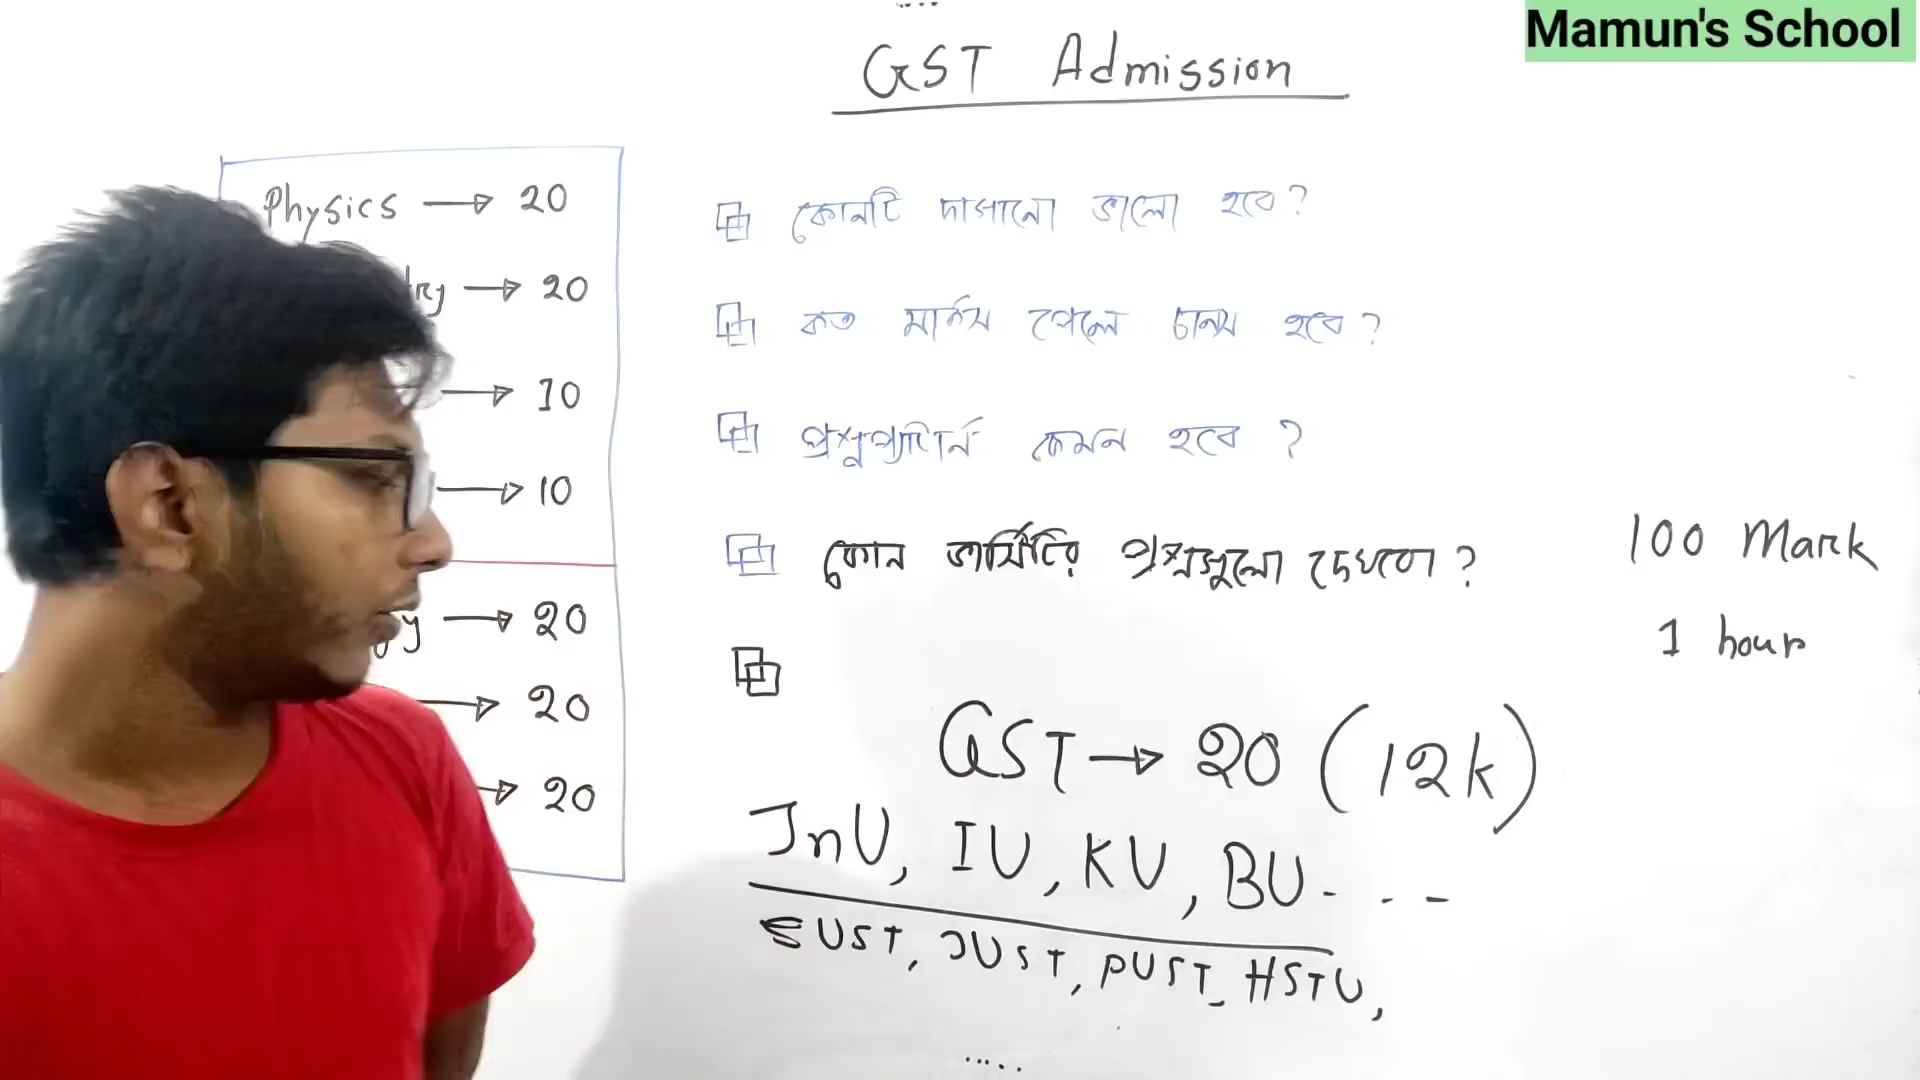 Mamun's School
GST Admission
Physics → 20
ry → 20
→ 10
→ 10
y → 20
→ 20
→ 20
কোনটি দাগানো ভালো হবে?
কত মার্কস পেলে চান্স হবে?
প্রশ্নপ্যাটার্ন কেমন হবে ?
কোন ভার্সিটির প্রশ্নগুলো দেখবো ?
100 Mark
1 hour
GST → 20 (12k)
JnU, IU, KU, BU- - -
SUST, JUST, PUST, HSTU,
.....